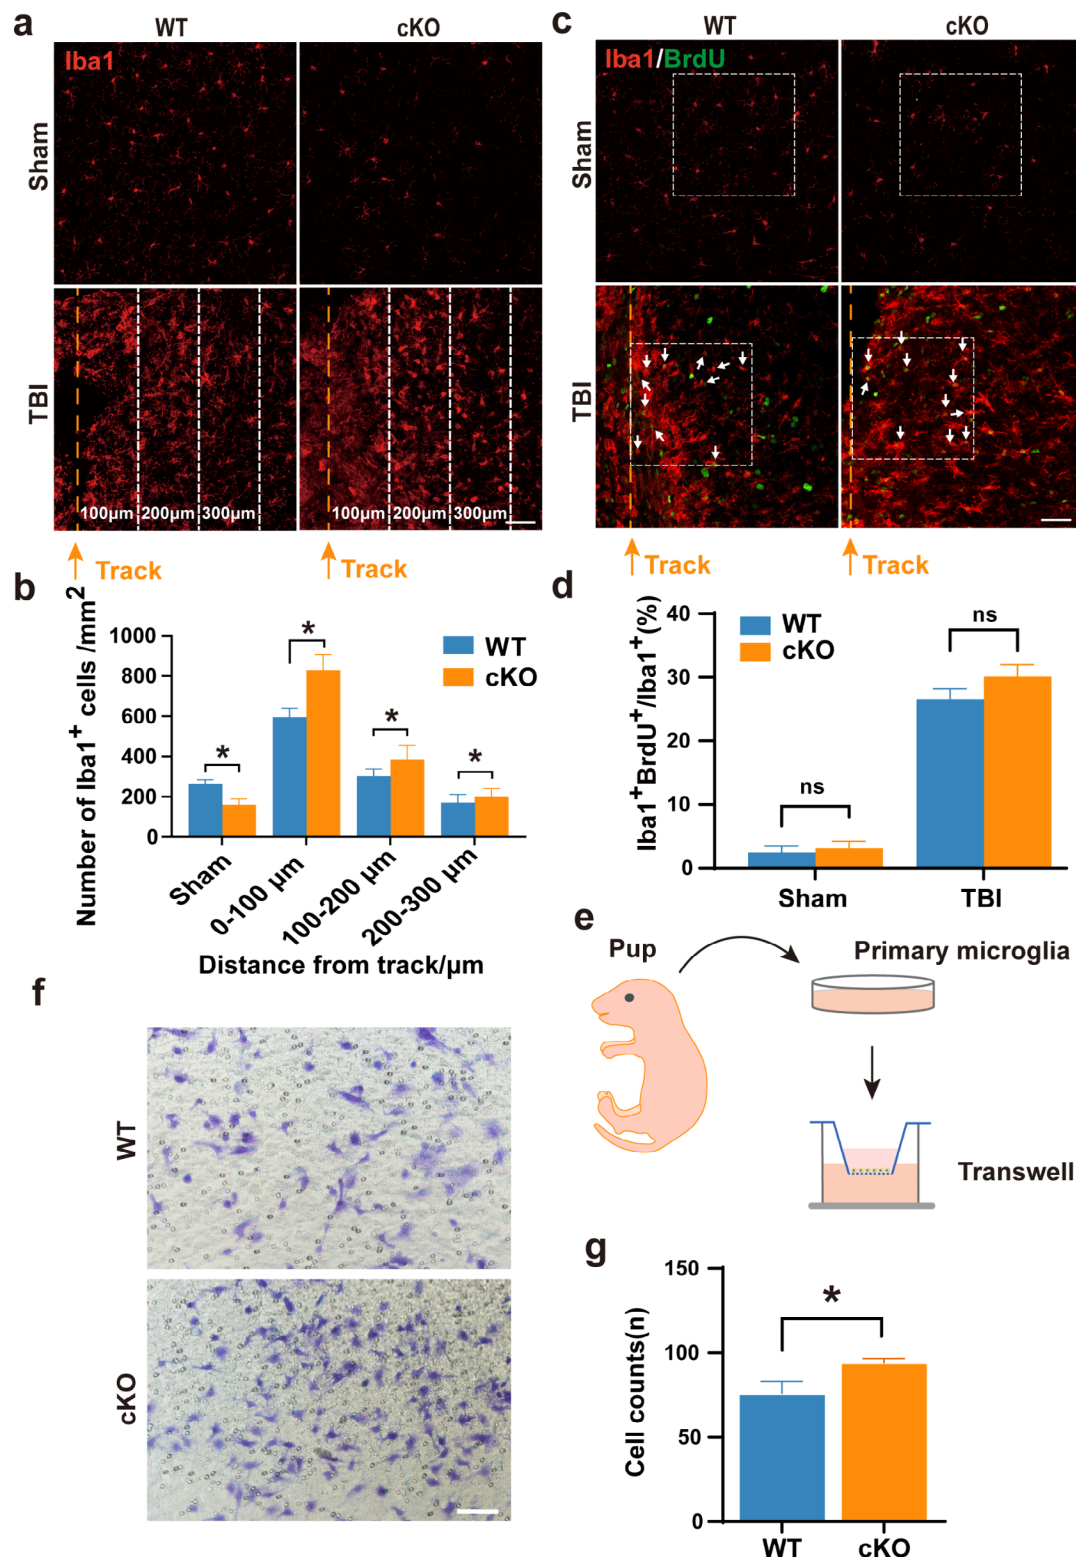 a
WT
cKO
Iba1
Sham
TBI
100μm 200μm 300μm
100μm 200μm 300μm
Track
Track
b
Number of Iba1+ cells /mm2
1000
800
600
400
200
0
WT
cKO
*
*
*
*
Sham
0-100 μm
100-200 μm
200-300 μm
Distance from track/μm
c
WT
cKO
Iba1/BrdU
Sham
TBI
Track
Track
d
Iba1+BrdU+/Iba1+(%)
40
30
20
10
0
WT
cKO
ns
ns
Sham
TBI
e
Pup
Primary microglia
Transwell
f
WT
cKO
g
Cell counts(n)
150
100
50
0
*
WT
cKO